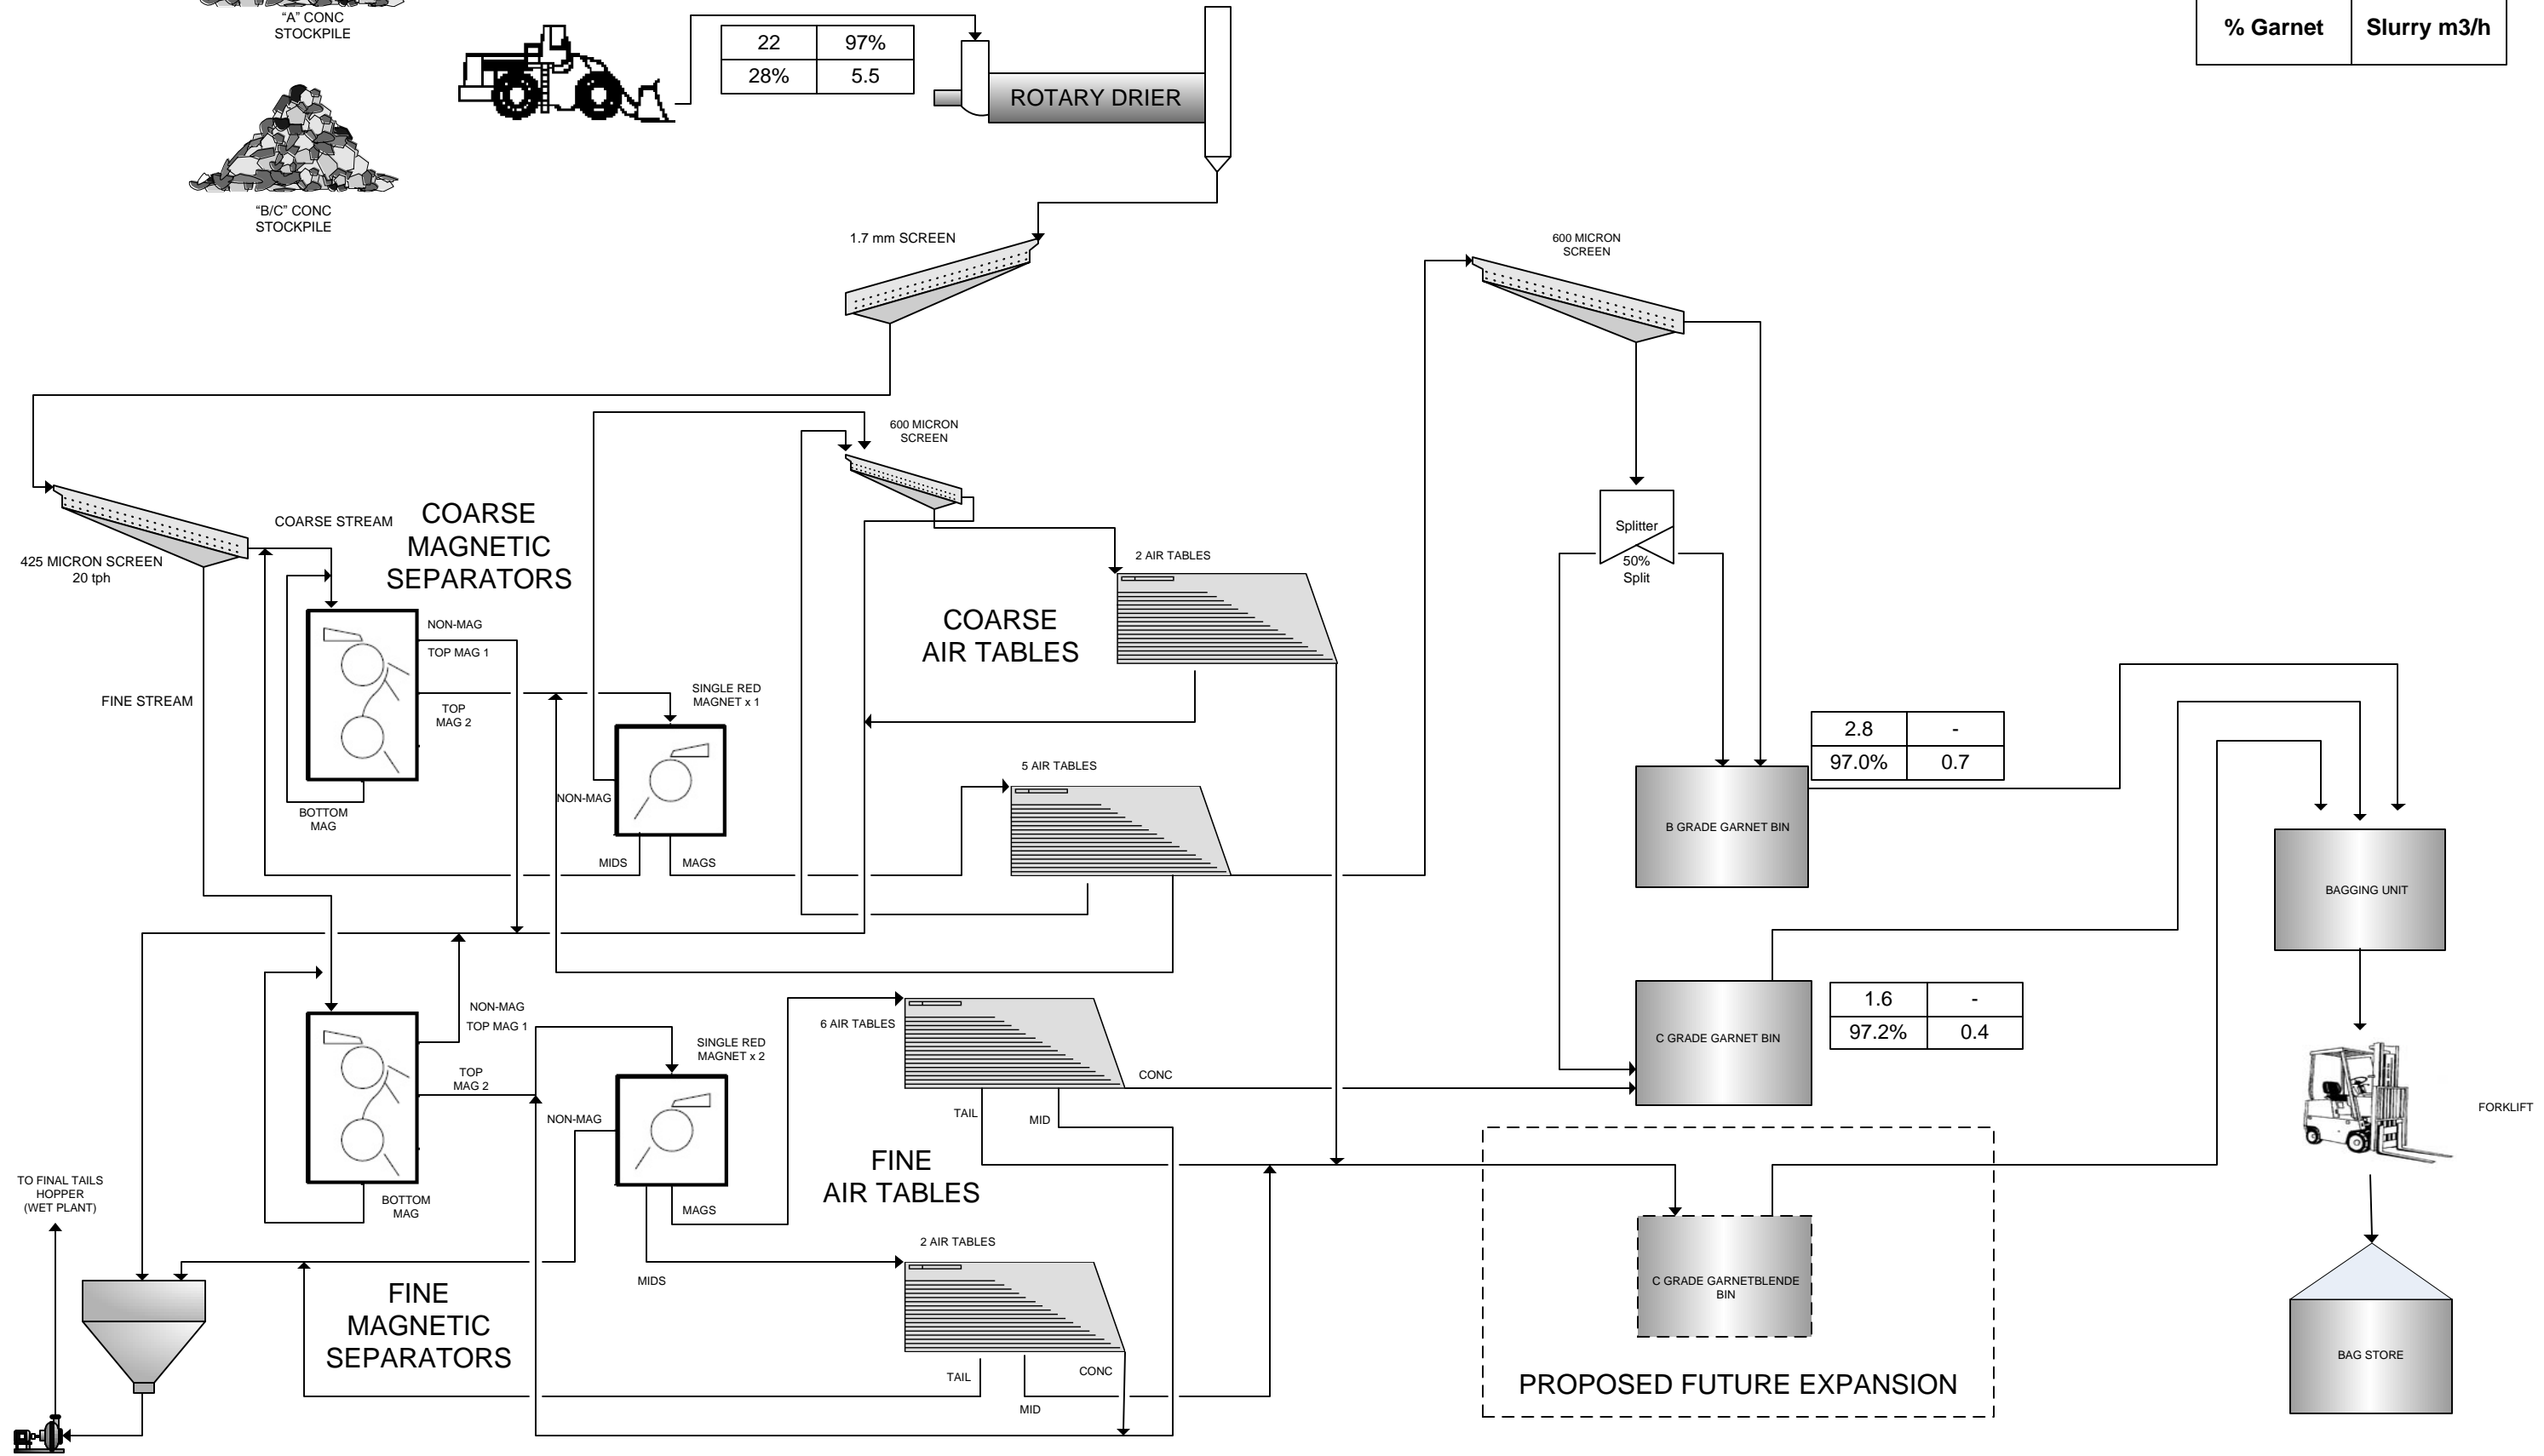 “A” CONC
STOCKPILE
22 97%
28% 5.5
% Garnet Slurry m3/h
ROTARY DRIER
“B/C” CONC
STOCKPILE
1.7 mm SCREEN
600 MICRON
SCREEN
600 MICRON
SCREEN
COARSE STREAM
COARSE
MAGNETIC
SEPARATORS
425 MICRON SCREEN
20 tph
Splitter
50%
Split
2 AIR TABLES
COARSE
AIR TABLES
NON-MAG
TOP MAG 1
FINE STREAM
TOP
MAG 2
SINGLE RED
MAGNET x 1
2.8 -
97.0% 0.7
5 AIR TABLES
NON-MAG
BOTTOM
MAG
B GRADE GARNET BIN
MIDS
MAGS
BAGGING UNIT
NON-MAG
TOP MAG 1
6 AIR TABLES
1.6 -
97.2% 0.4
SINGLE RED
MAGNET x 2
C GRADE GARNET BIN
TOP
MAG 2
CONC
NON-MAG
TAIL
MID
FORKLIFT
FINE
AIR TABLES
TO FINAL TAILS
HOPPER
(WET PLANT)
BOTTOM
MAG
MAGS
2 AIR TABLES
MIDS
C GRADE GARNETBLENDE
BIN
FINE
MAGNETIC
SEPARATORS
TAIL
CONC
MID
PROPOSED FUTURE EXPANSION
BAG STORE